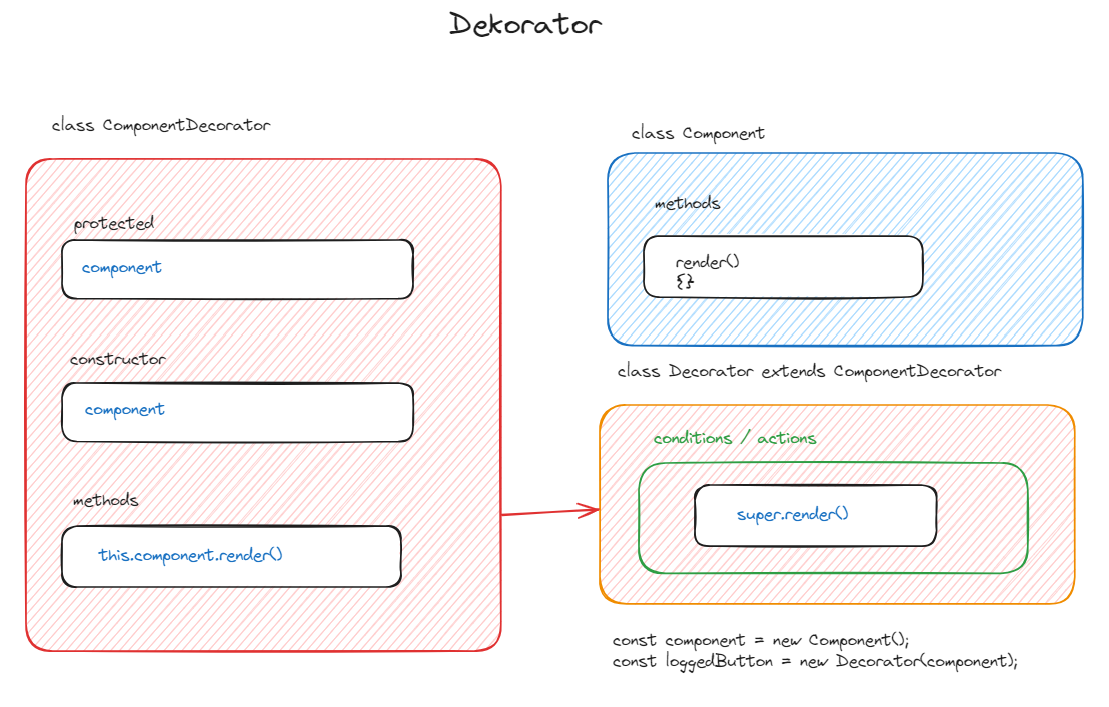 Dekorator
class ComponentDecorator
protected
component
constructor
component
methods
this.component.render()
class Component
methods
render()
{}
class Decorator extends ComponentDecorator
conditions / actions
super.render()
const component = new Component();
const loggedButton = new Decorator(component);